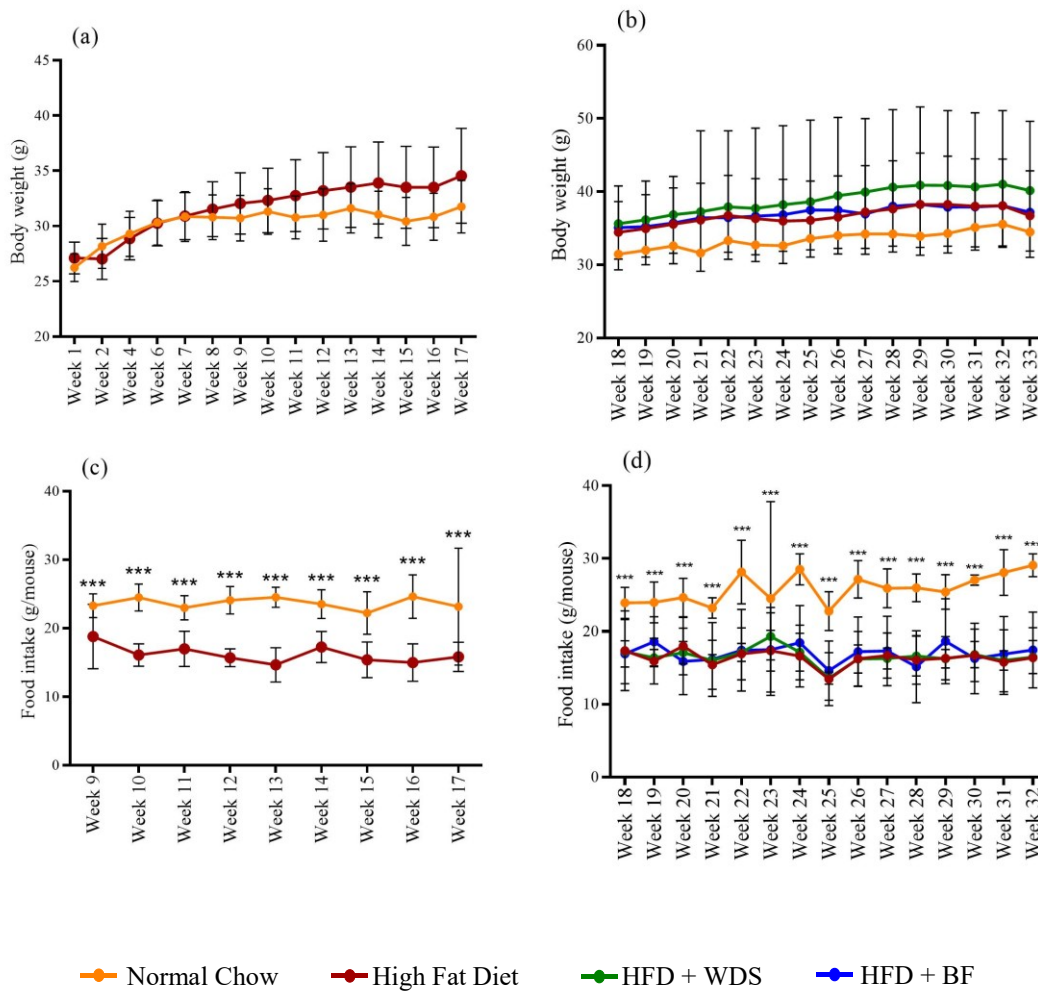 (a)
Body weight (g)
45
40
35
30
25
20
Week 1
Week 2
Week 4
Week 6
Week 7
Week 8
Week 9
Week 10
Week 11
Week 12
Week 13
Week 14
Week 15
Week 16
Week 17
(b)
Body weight (g)
60
50
40
30
20
Week 18
Week 19
Week 20
Week 21
Week 22
Week 23
Week 24
Week 25
Week 26
Week 27
Week 28
Week 29
Week 30
Week 31
Week 32
Week 33
(c)
Food intake (g/mouse)
40
30
20
10
0
*** *** *** *** *** *** *** *** ***
Week 9
Week 10
Week 11
Week 12
Week 13
Week 14
Week 15
Week 16
Week 17
(d)
Food intake (g/mouse)
40
30
20
10
0
*** *** *** *** *** *** *** *** *** *** *** *** *** *** ***
Week 18
Week 19
Week 20
Week 21
Week 22
Week 23
Week 24
Week 25
Week 26
Week 27
Week 28
Week 29
Week 30
Week 31
Week 32
Normal Chow High Fat Diet HFD + WDS HFD + BF